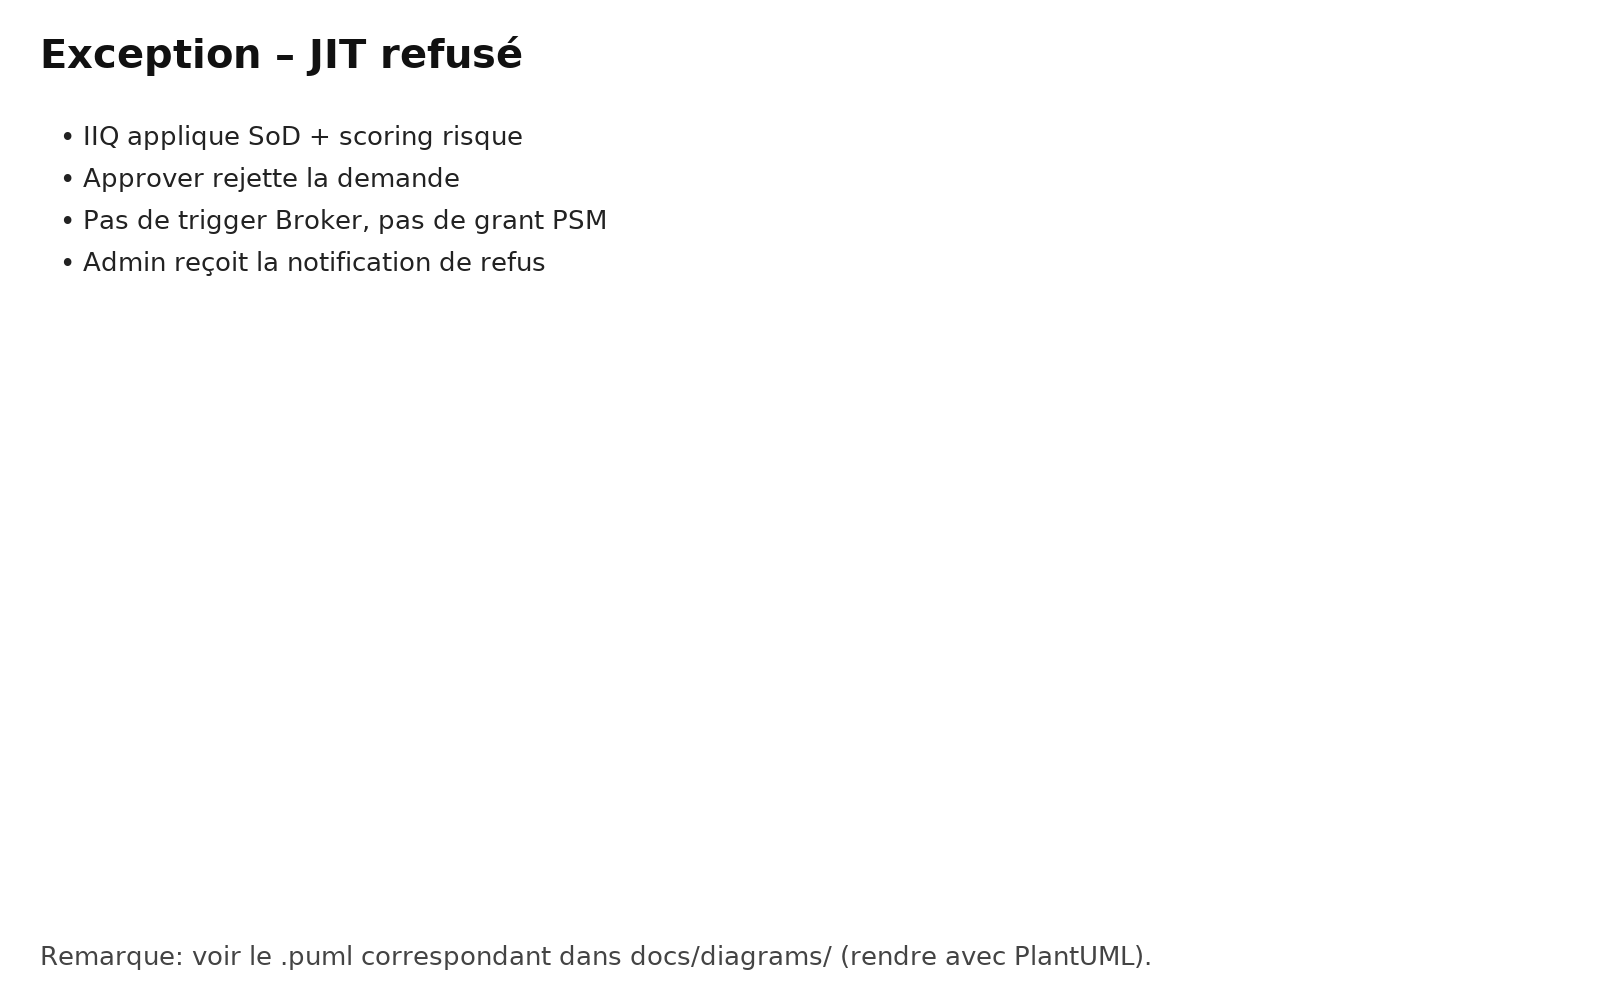 Exception – JIT refusé
• IIQ applique SoD + scoring risque
• Approver rejette la demande
• Pas de trigger Broker, pas de grant PSM
• Admin reçoit la notification de refus
Remarque: voir le .puml correspondant dans docs/diagrams/ (rendre avec PlantUML).